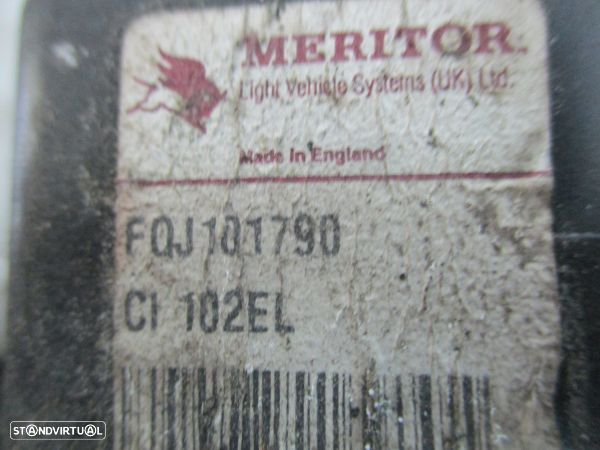 MERITOR
Light Vehicle Systems (UK) Ltd.
Made in England
FQJ101790
CI 102EL
STANDVIRTUAL